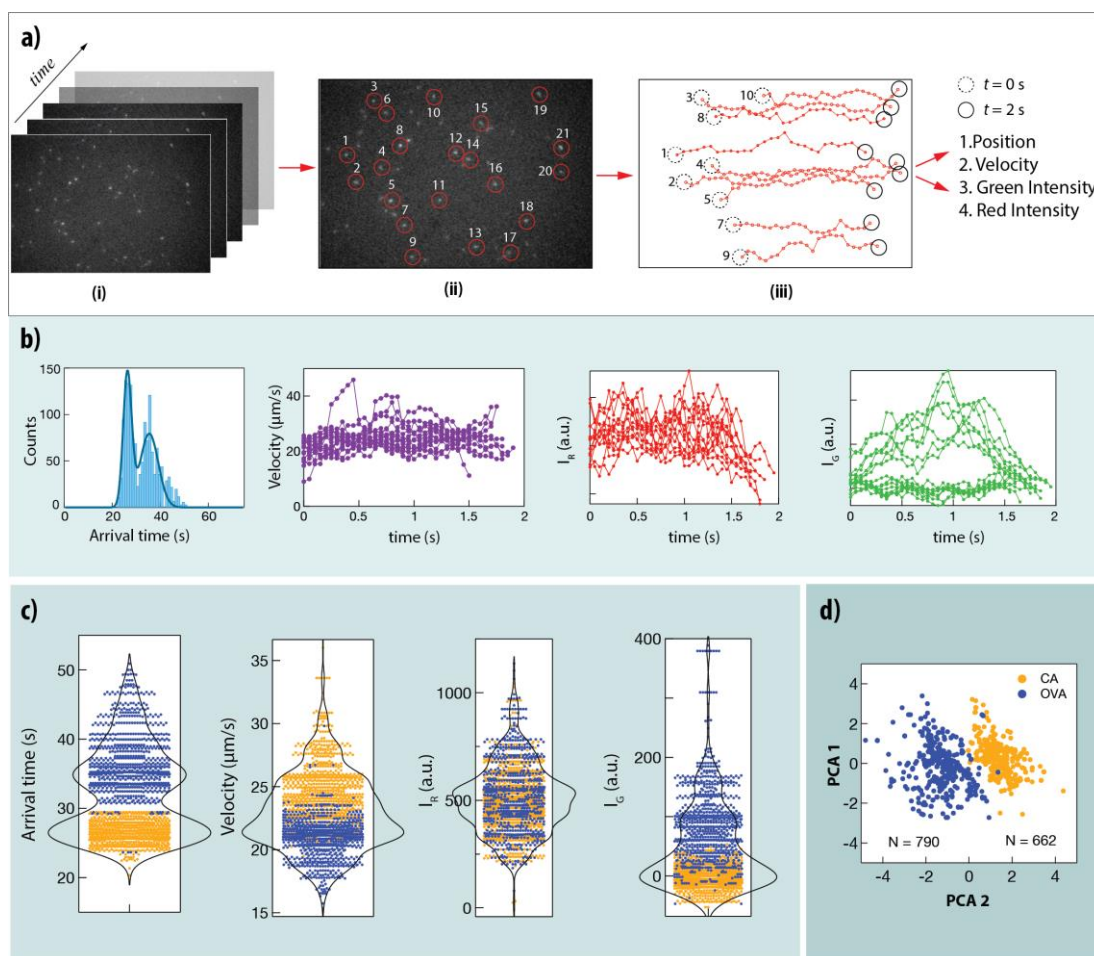 a)
time
(i)
3
6
10
15
19
1
8
12
14
21
4
20
2
16
5
11
7
18
9
13
17
(ii)
3
10
8
1
4
2
5
7
9
(iii)
t = 0 s
t = 2 s
1.Position
2. Velocity
3. Green Intensity
4. Red Intensity
b)
Counts
150
100
50
0
0 20 40 60
Arrival time (s)
Velocity (μm/s)
40
20
0
0 0.5 1 1.5 2
time (s)
I_R (a.u.)
0 0.5 1 1.5 2
time (s)
I_G (a.u.)
0 0.5 1 1.5 2
time (s)
c)
Arrival time (s)
50
40
30
20
Velocity (μm/s)
35
30
25
20
15
I_R (a.u.)
1000
500
0
I_G (a.u.)
400
200
0
d)
PCA 1
4
2
0
-2
-4
CA
OVA
N = 790
N = 662
-4 -2 0 2 4
PCA 2